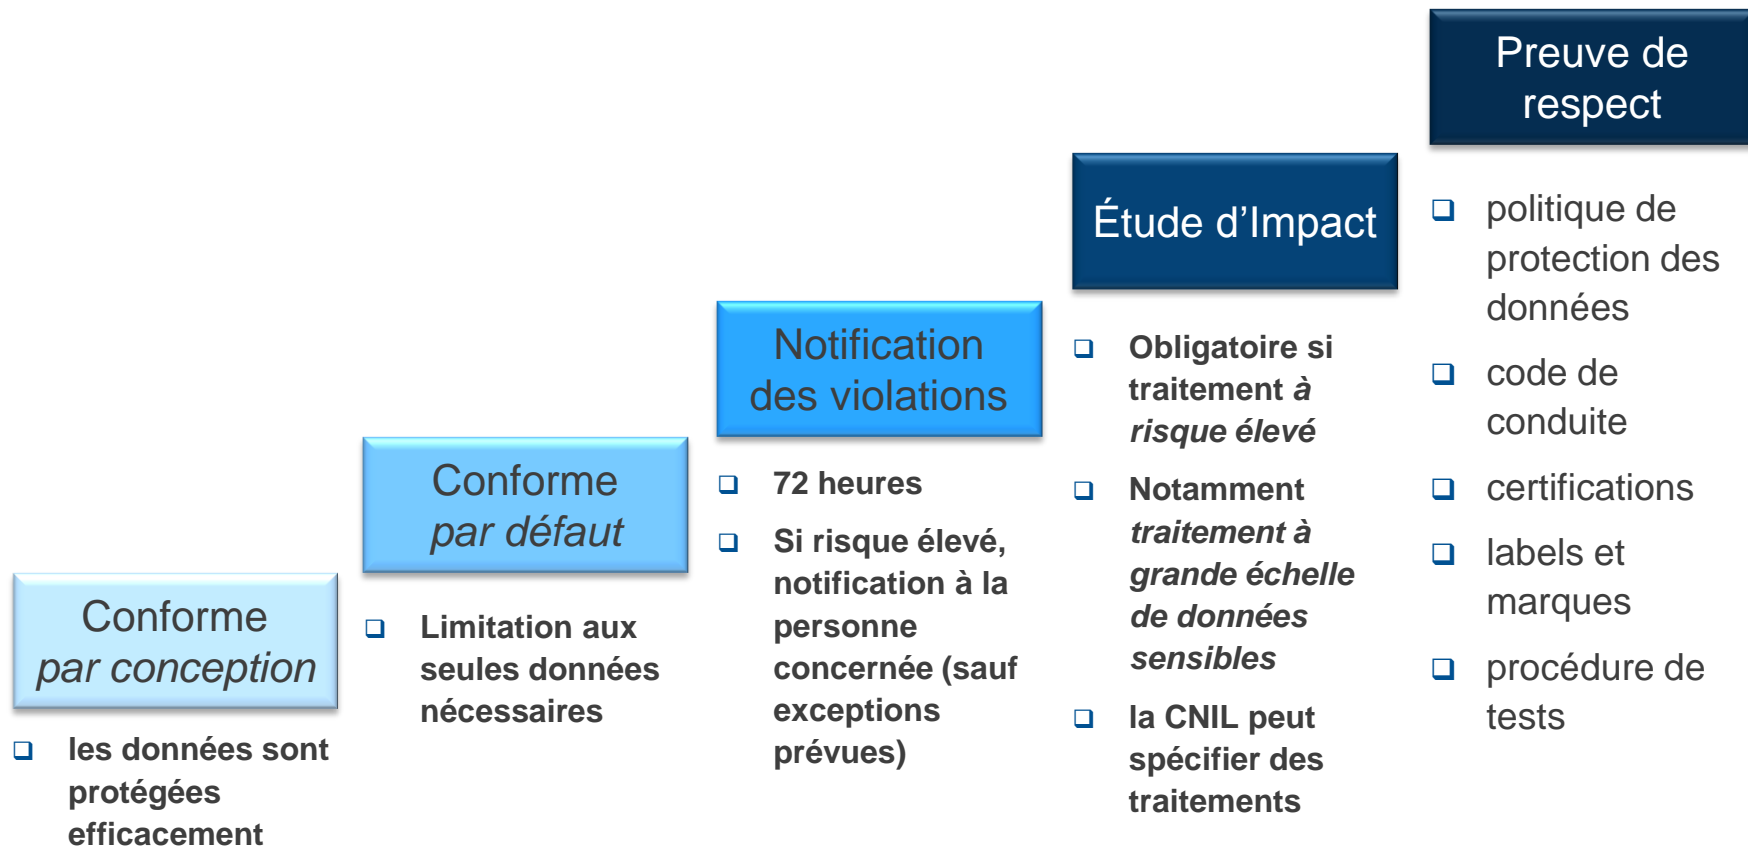 Conforme
par conception
les données sont
protégées
efficacement
Conforme
par défaut
Limitation aux
seules données
nécessaires
Notification
des violations
72 heures
Si risque élevé,
notification à la
personne
concernée (sauf
exceptions
prévues)
Étude d’Impact
Obligatoire si
traitement à
risque élevé
Notamment
traitement à
grande échelle
de données
sensibles
la CNIL peut
spécifier des
traitements
Preuve de
respect
politique de
protection des
données
code de
conduite
certifications
labels et
marques
procédure de
tests